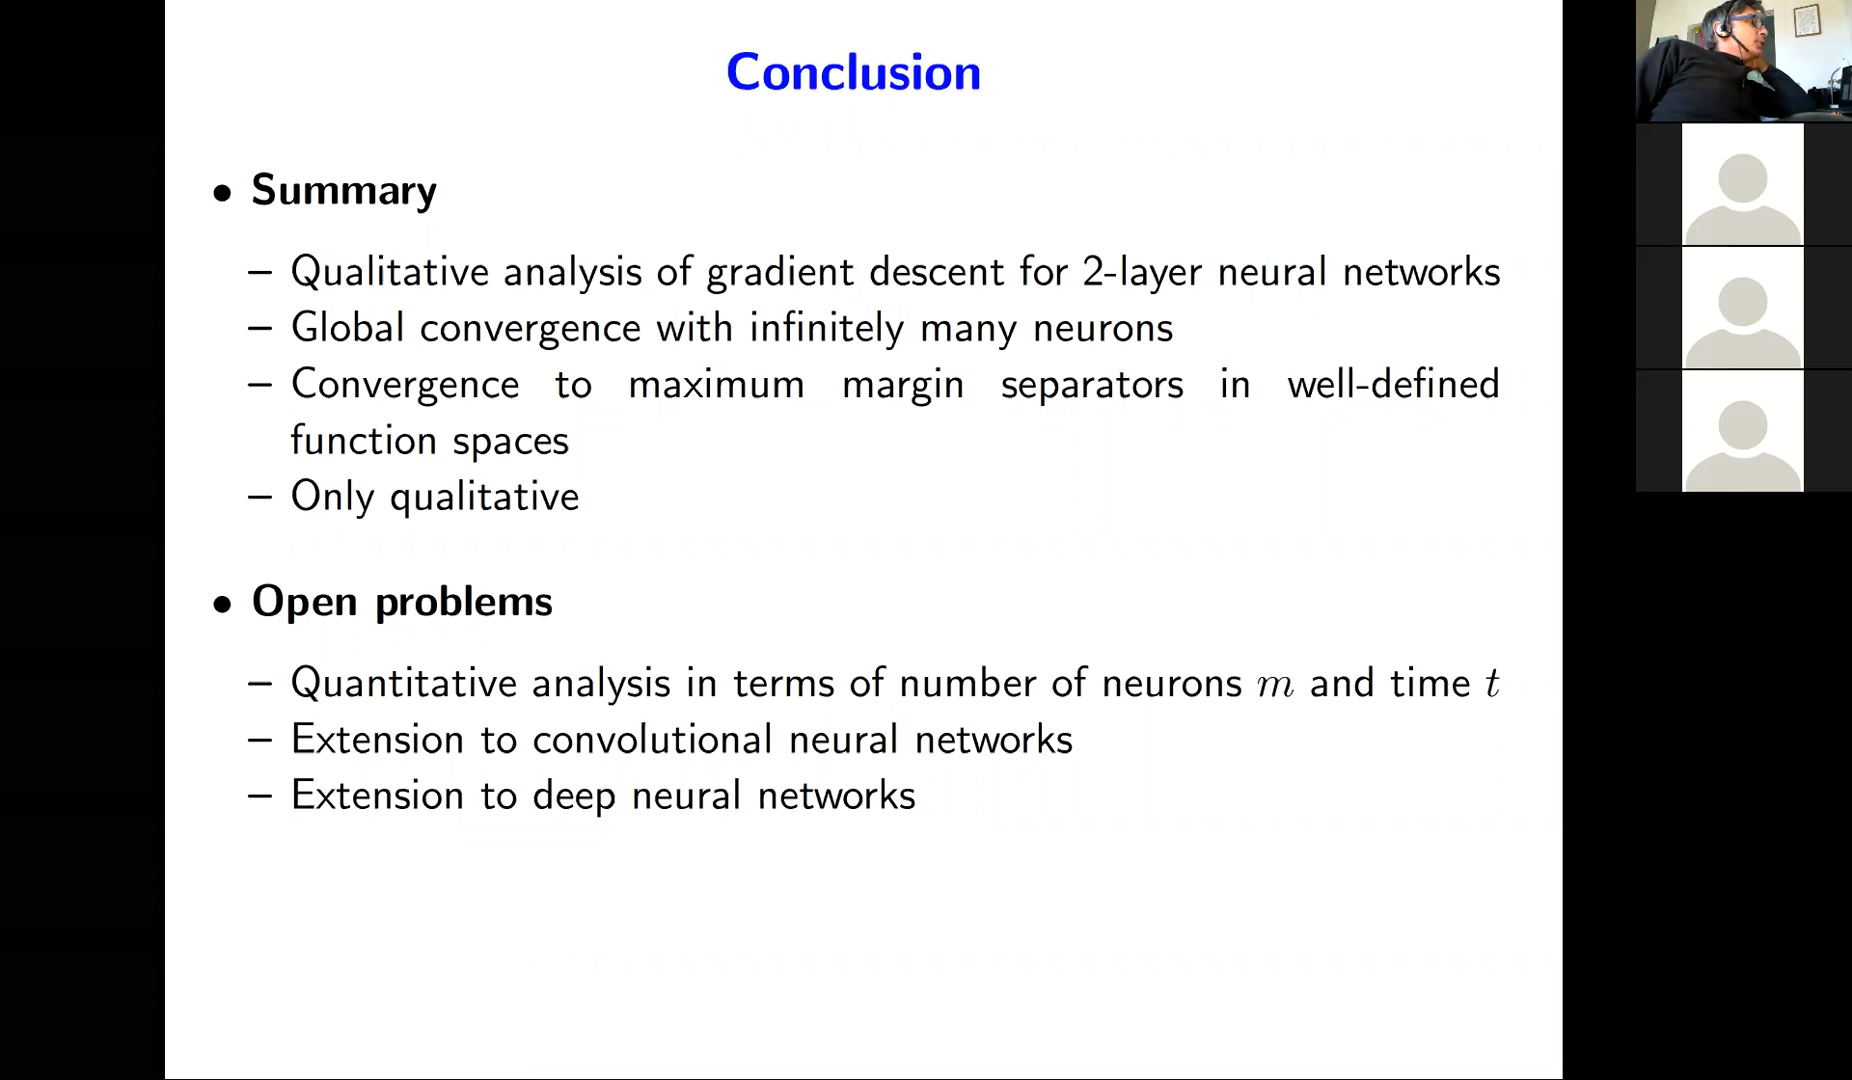 Conclusion
• Summary
– Qualitative analysis of gradient descent for 2-layer neural networks
– Global convergence with infinitely many neurons
– Convergence to maximum margin separators in well-defined
function spaces
– Only qualitative
• Open problems
– Quantitative analysis in terms of number of neurons m and time t
– Extension to convolutional neural networks
– Extension to deep neural networks